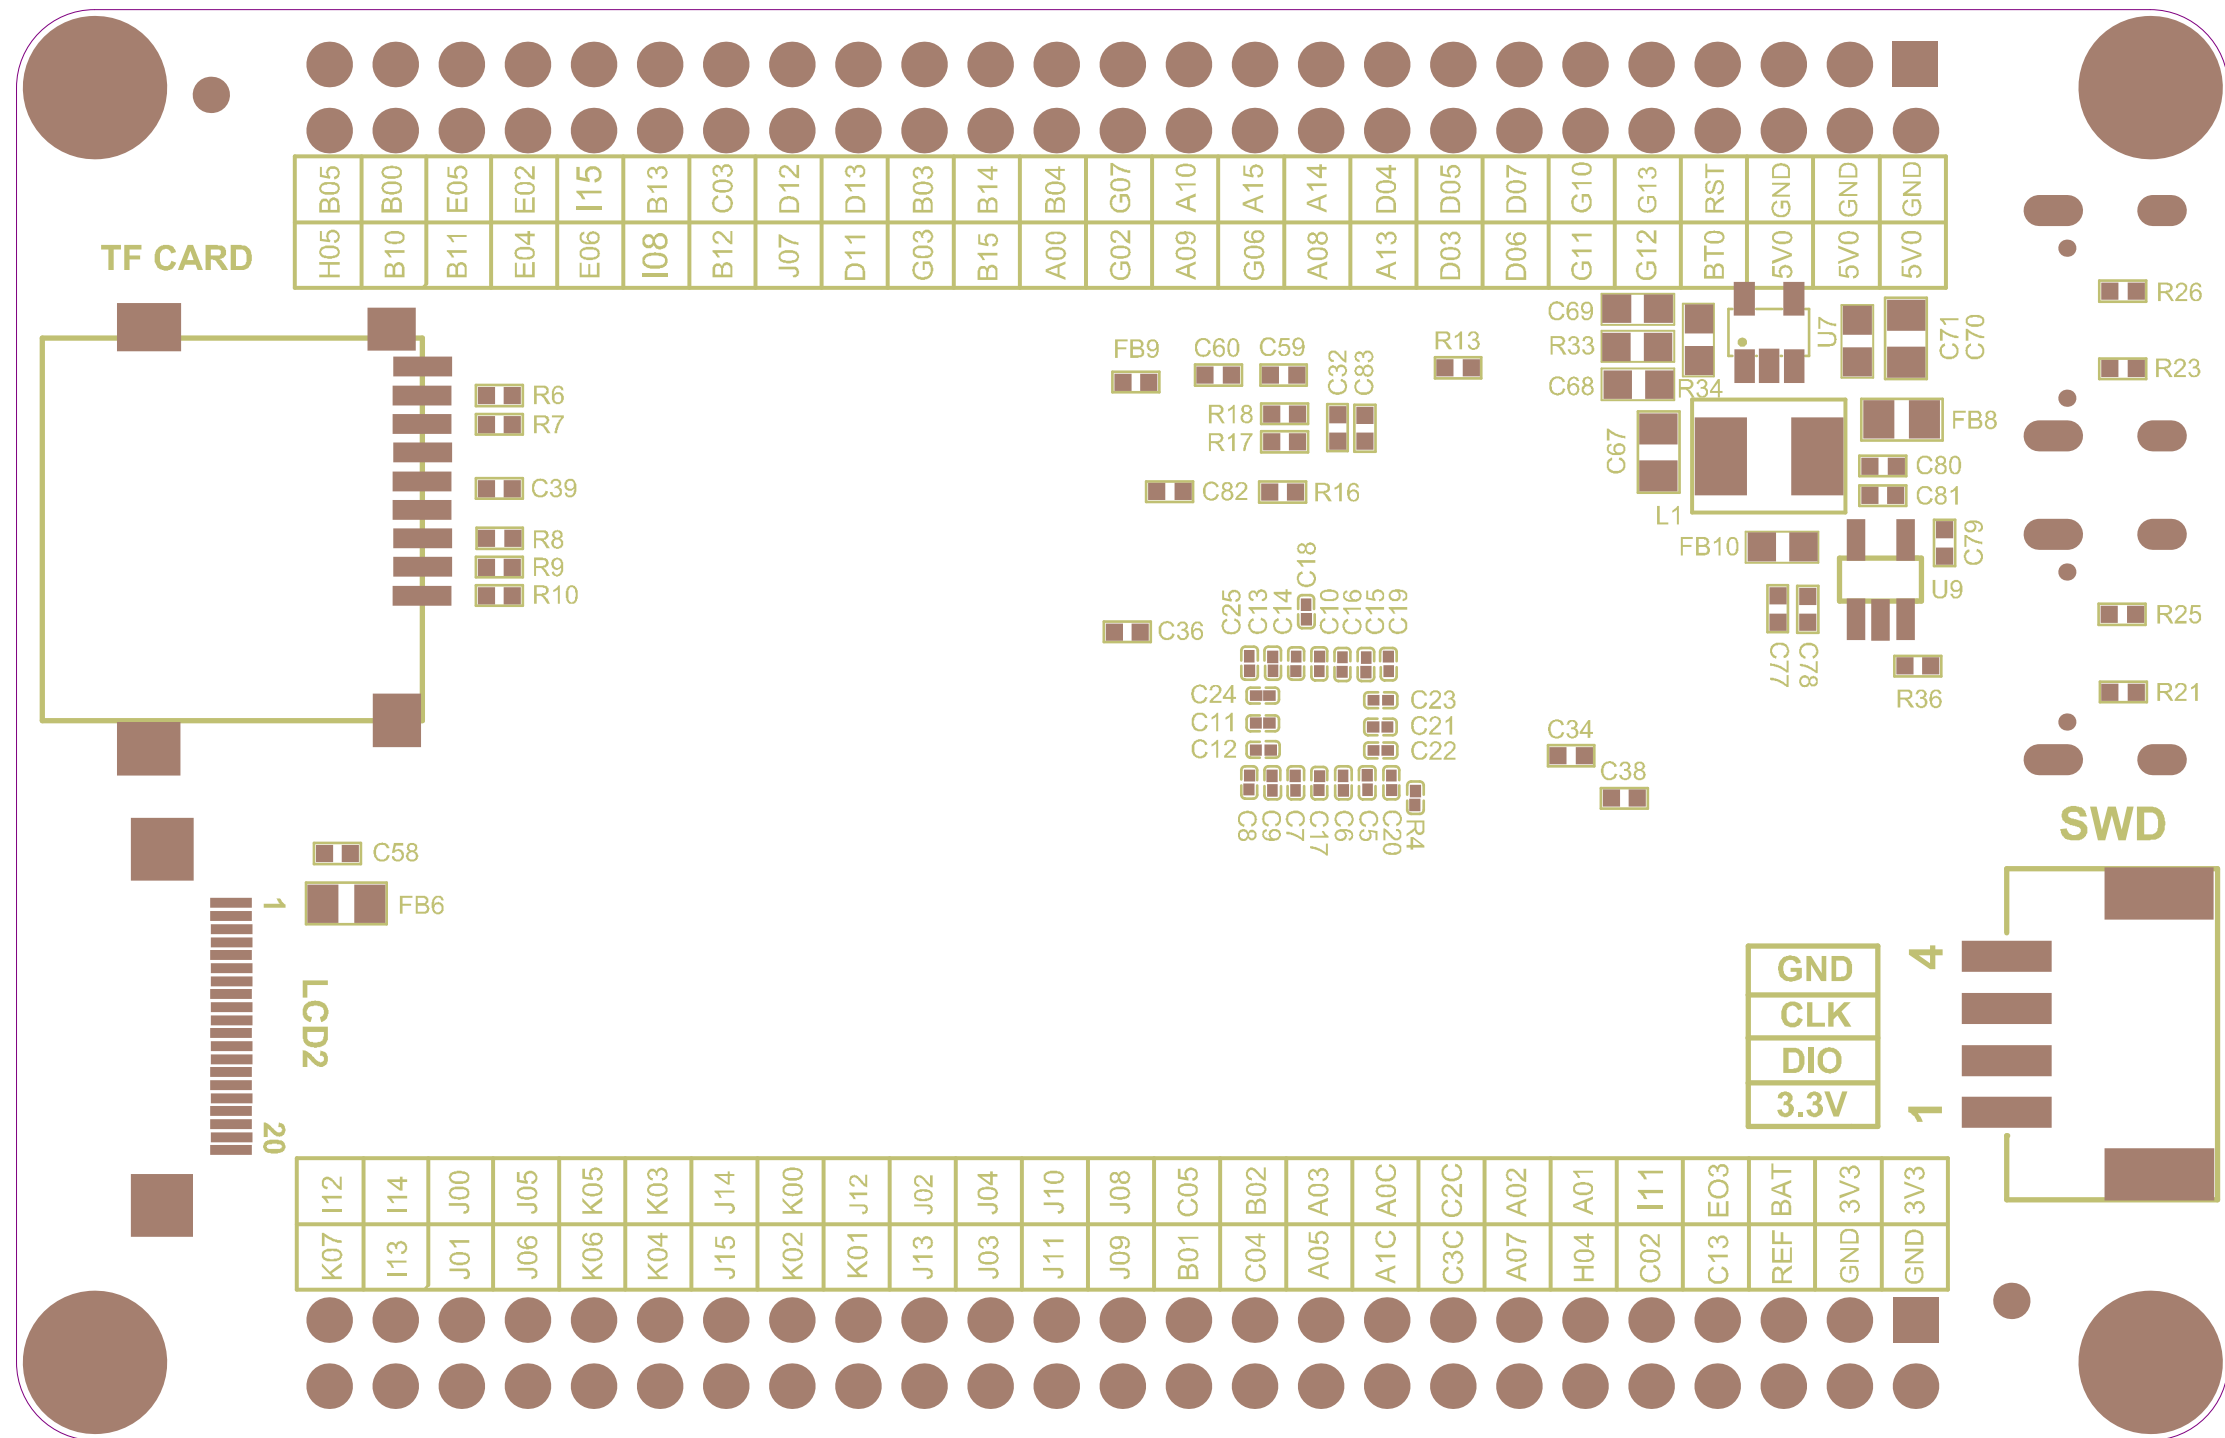 B05 B00 E05 E02 I15 B13 C03 D12 D13 B03 B14 B04 G07 A10 A15 A14 D04 D05 D07 G10 G13 RST GND GND GND
H05 B10 B11 E04 E06 I08 B12 J07 D11 G03 B15 A00 G02 A09 G06 A08 A13 D03 D06 G11 G12 BT0 5V0 5V0 5V0
TF CARD
R26
C69
U7
C71
C70
R33
FB9
C60
C59
C32
C83
R13
R23
C68
R34
R6
R7
R18
R17
FB8
C67
C80
C39
C82
R16
C81
L1
R8
FB10
C79
R9
R10
U9
C18
C25
C13
C14
C10
C16
C15
C19
C36
R25
C77
C78
R36
R21
C24
C23
C11
C21
C12
C22
C34
C38
C8
C9
C7
C17
C6
C5
C20
R4
SWD
C58
FB6
1
LCD2
20
4
GND
CLK
DIO
3.3V
1
I12 I14 J00 J05 K05 K03 J14 K00 J12 J02 J04 J10 J08 C05 B02 A03 A0C C2C A02 A01 I11 EO3 BAT 3V3 3V3
K07 I13 J01 J06 K06 K04 J15 K02 K01 J13 J03 J11 J09 B01 C04 A05 A1C C3C A07 H04 C02 C13 REF GND GND